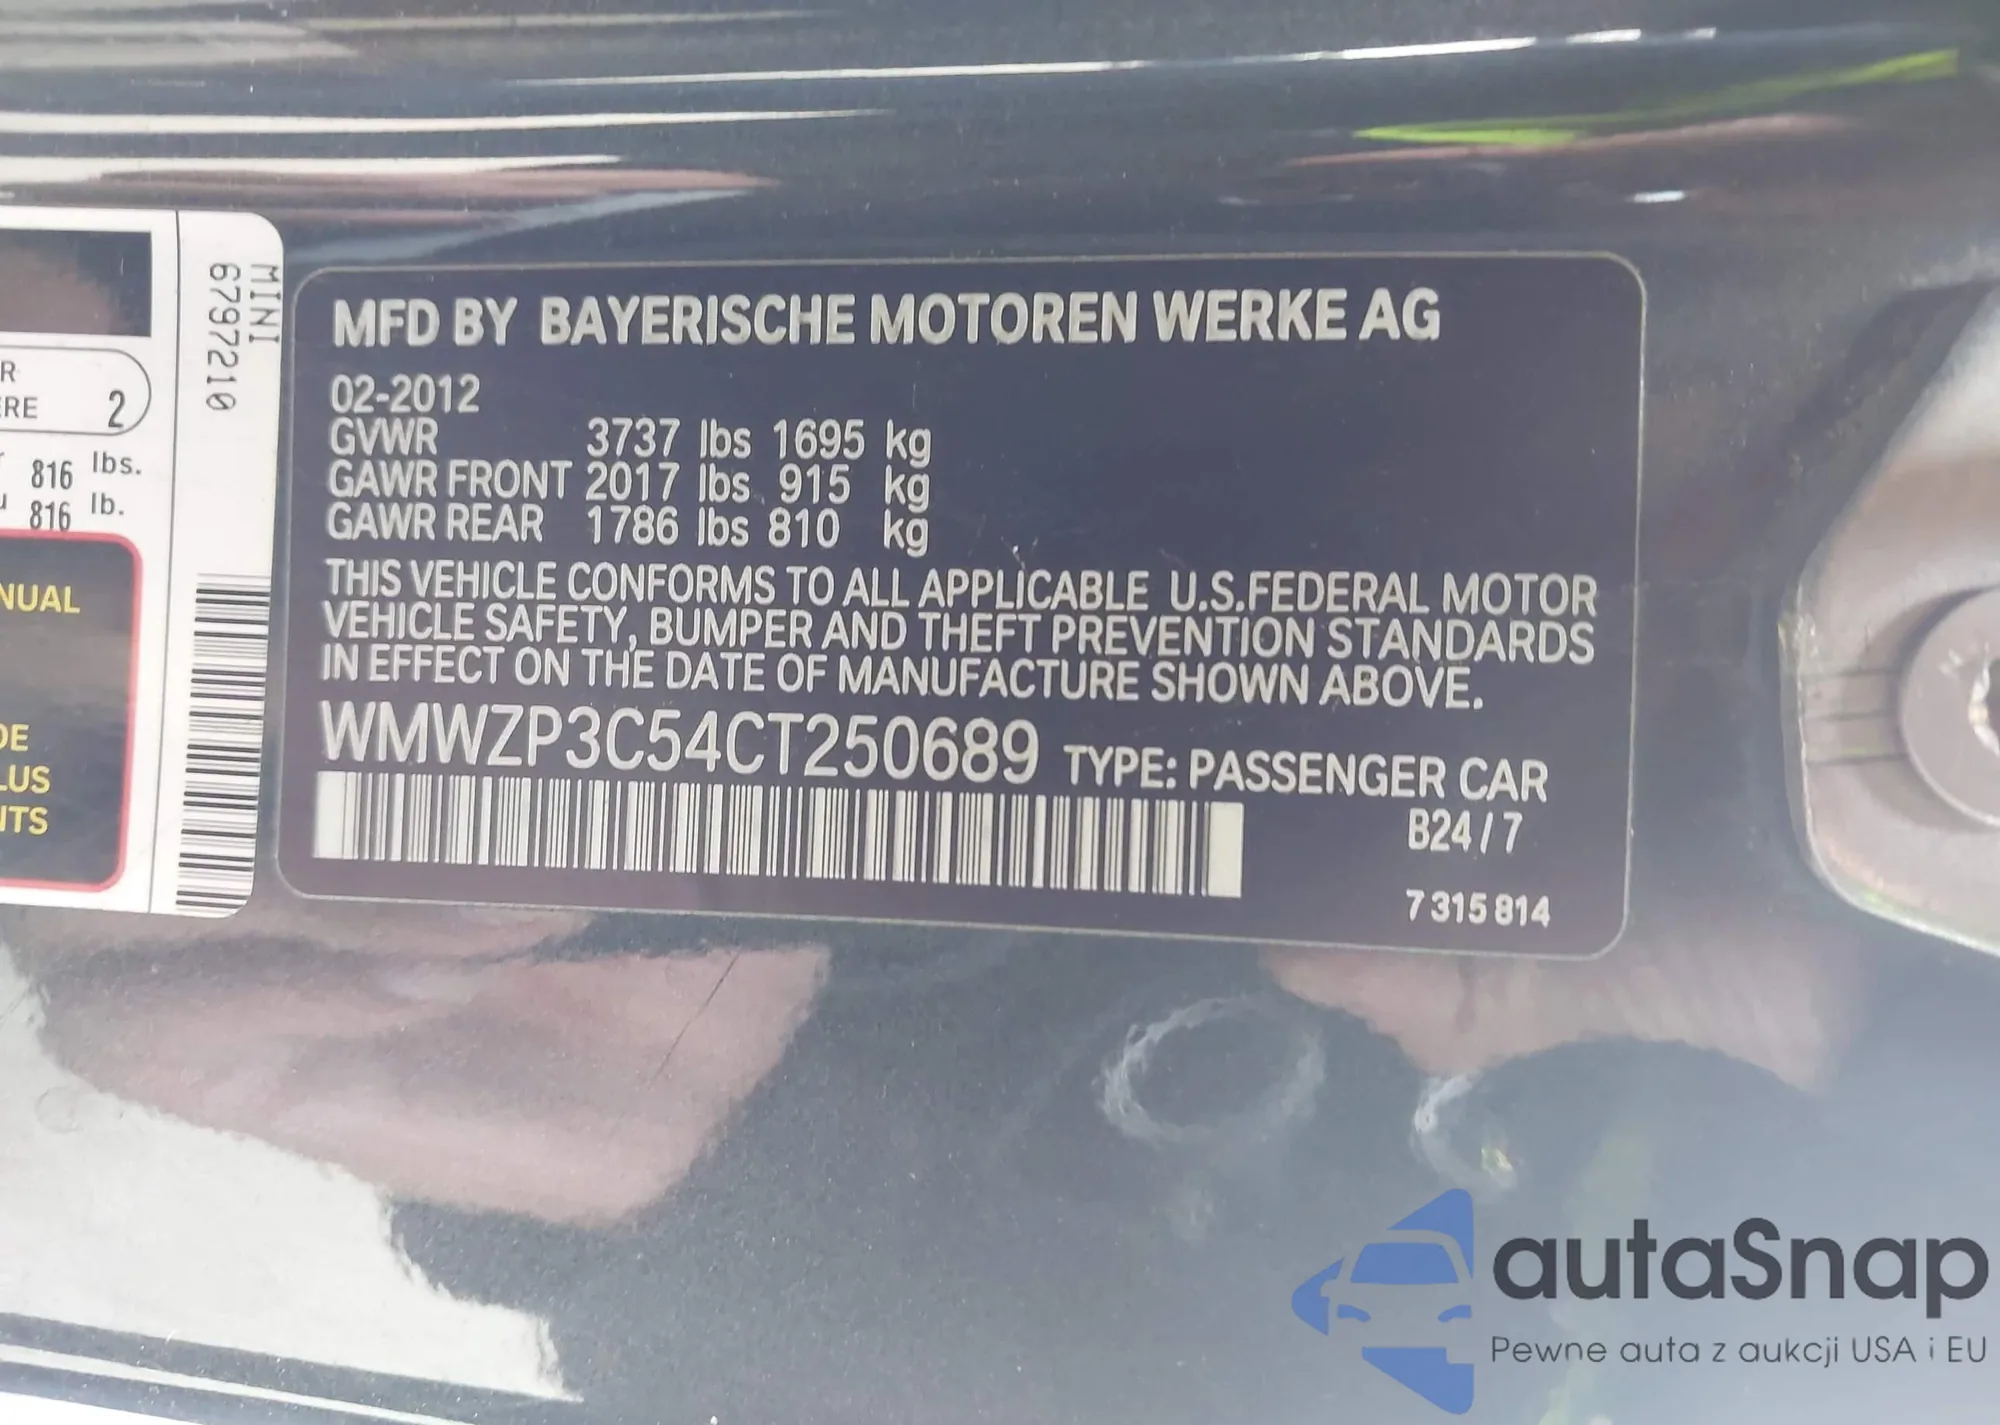 MINI
6797210
R
RE 2
816 lbs.
816 lb.
NUAL
DE
LUS
NTS
MFD BY BAYERISCHE MOTOREN WERKE AG
02-2012
GVWR 3737 lbs 1695 kg
GAWR FRONT 2017 lbs 915 kg
GAWR REAR 1786 lbs 810 kg
THIS VEHICLE CONFORMS TO ALL APPLICABLE U.S.FEDERAL MOTOR
VEHICLE SAFETY, BUMPER AND THEFT PREVENTION STANDARDS
IN EFFECT ON THE DATE OF MANUFACTURE SHOWN ABOVE.
WMWZP3C54CT250689 TYPE: PASSENGER CAR
B24 / 7
7 315 814
autaSnap
Pewne auta z aukcji USA i EU